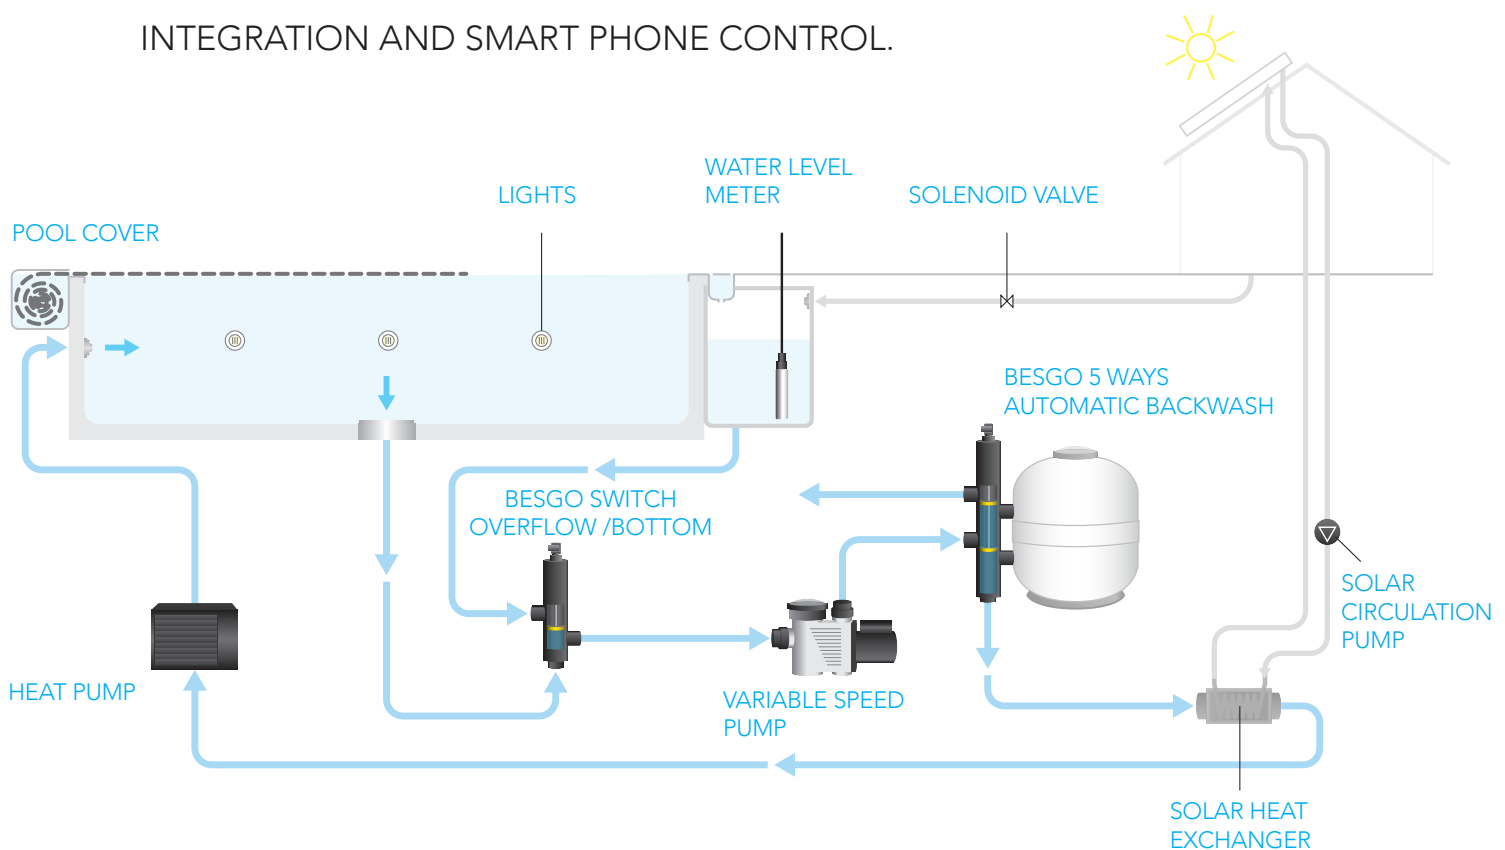 INTEGRATION AND SMART PHONE CONTROL.
WATER LEVEL
METER
LIGHTS
SOLENOID VALVE
POOL COVER
BESGO 5 WAYS
AUTOMATIC BACKWASH
BESGO SWITCH
OVERFLOW /BOTTOM
SOLAR
CIRCULATION
PUMP
HEAT PUMP
VARIABLE SPEED
PUMP
SOLAR HEAT
EXCHANGER